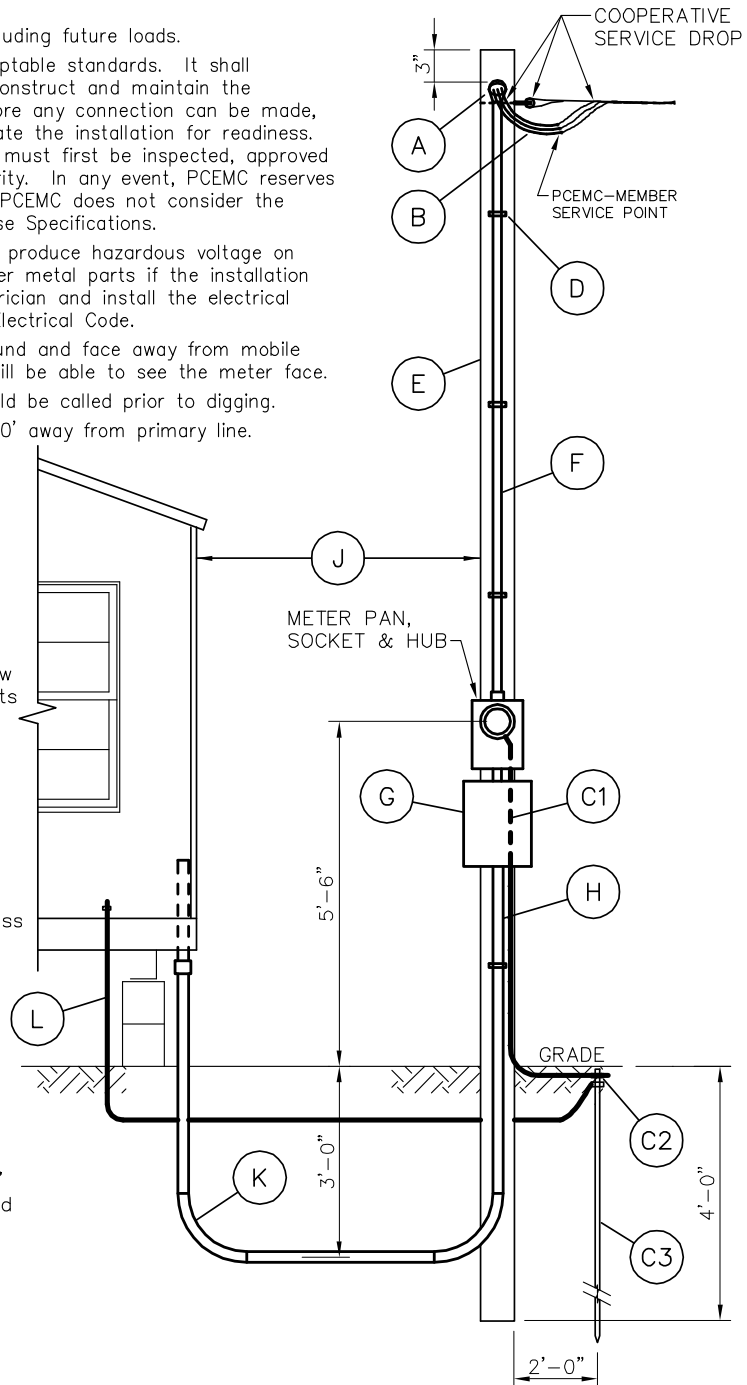 uding future loads.
ptable standards. It shall
onstruct and maintain the
ore any connection can be made,
ate the installation for readiness.
must first be inspected, approved
rity. In any event, PCEMC reserves
PCEMC does not consider the
se Specifications.
produce hazardous voltage on
er metal parts if the installation
rician and install the electrical
Electrical Code.
und and face away from mobile
ill be able to see the meter face.
ld be called prior to digging.
0' away from primary line.
COOPERATIVE
SERVICE DROP
3"
A
B
PCEMC-MEMBER
SERVICE POINT
D
E
F
J
METER PAN,
SOCKET & HUB
w
ts
G
C1
5'-6"
H
ss
L
GRADE
C2
3'-0"
K
d
4'-0"
C3
2'-0"